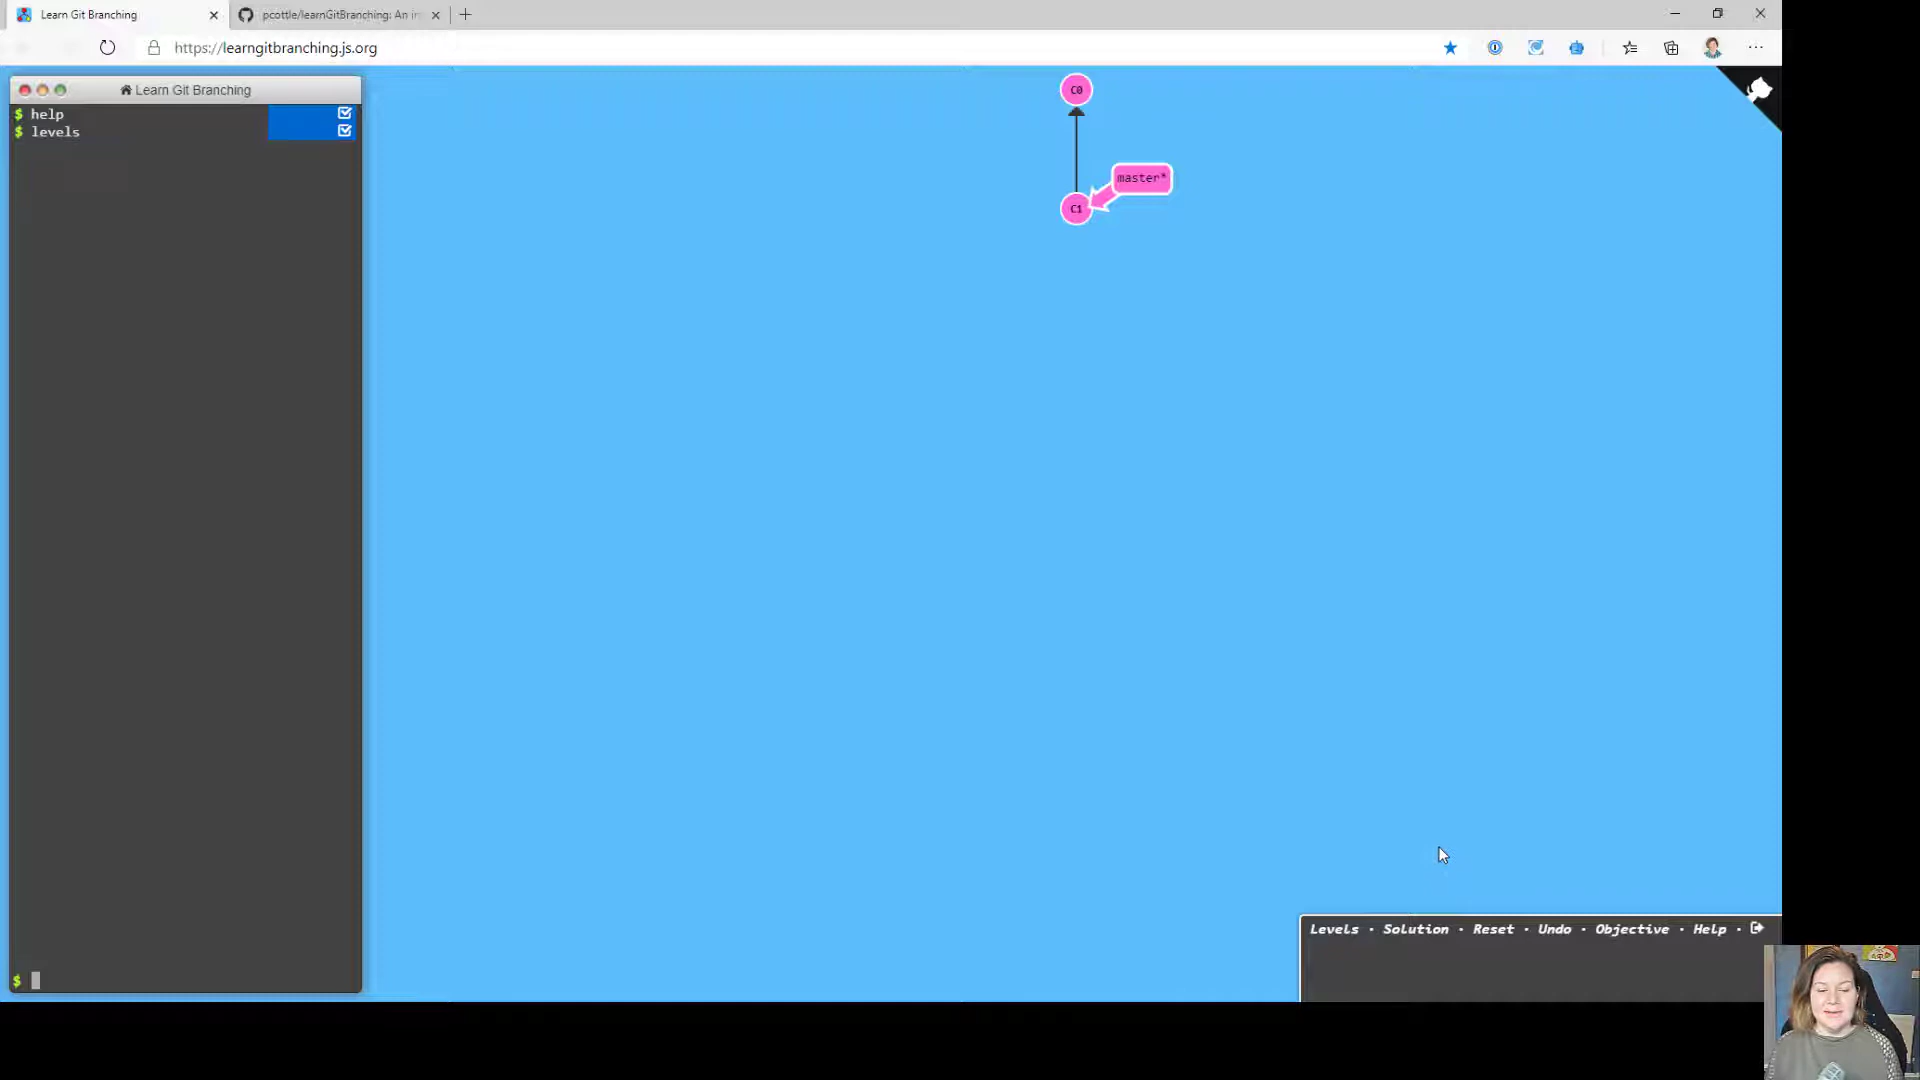 Learn Git Branching
pcottle/learnGitBranching: An in
https://learngitbranching.js.org
Learn Git Branching
$ help
$ levels
C0
master*
C1
Levels · Solution · Reset · Undo · Objective · Help ·
$